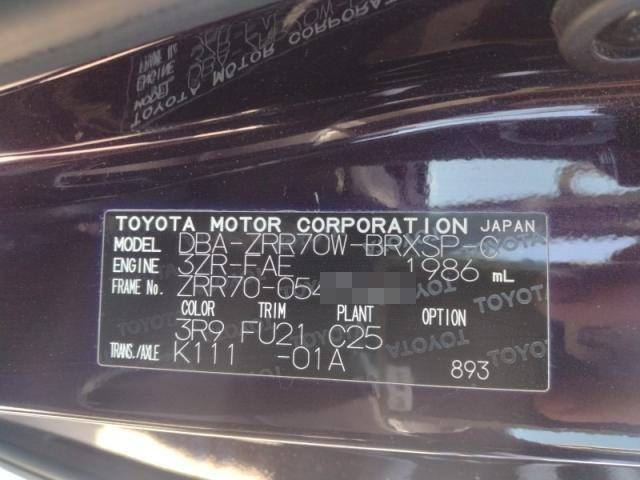 TOYOTA MOTOR CORPORATION JAPAN
MODEL DBA-ZRR70W-BRXSP-C
ENGINE 3ZR-FAE 1986 mL
FRAME No. ZRR70-054
COLOR TRIM PLANT OPTION
3R9 FU21 C25
TRANS./AXLE K111 -01A
893